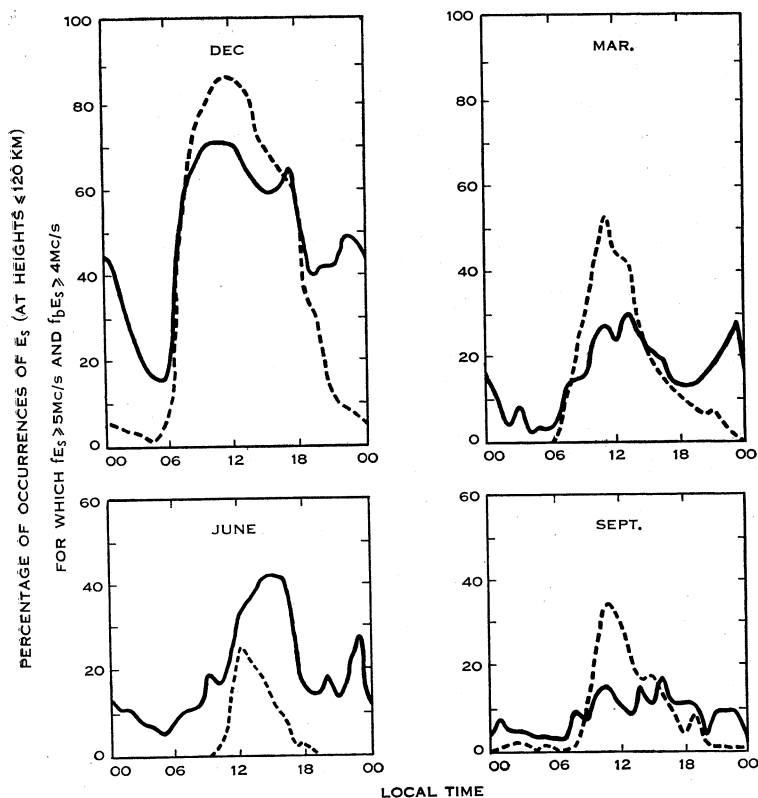 PERCENTAGE OF OCCURRENCES OF Es (AT HEIGHTS ⩽120 KM)
FOR WHICH fEs ⩾5Mc/s AND fbEs ⩾ 4Mc/s
DEC
100
80
60
40
20
0
00 06 12 18 00
MAR.
100
80
60
40
20
0
00 06 12 18 00
JUNE
60
40
20
0
00 06 12 18 00
SEPT.
60
40
20
0
00 06 12 18 00
LOCAL TIME